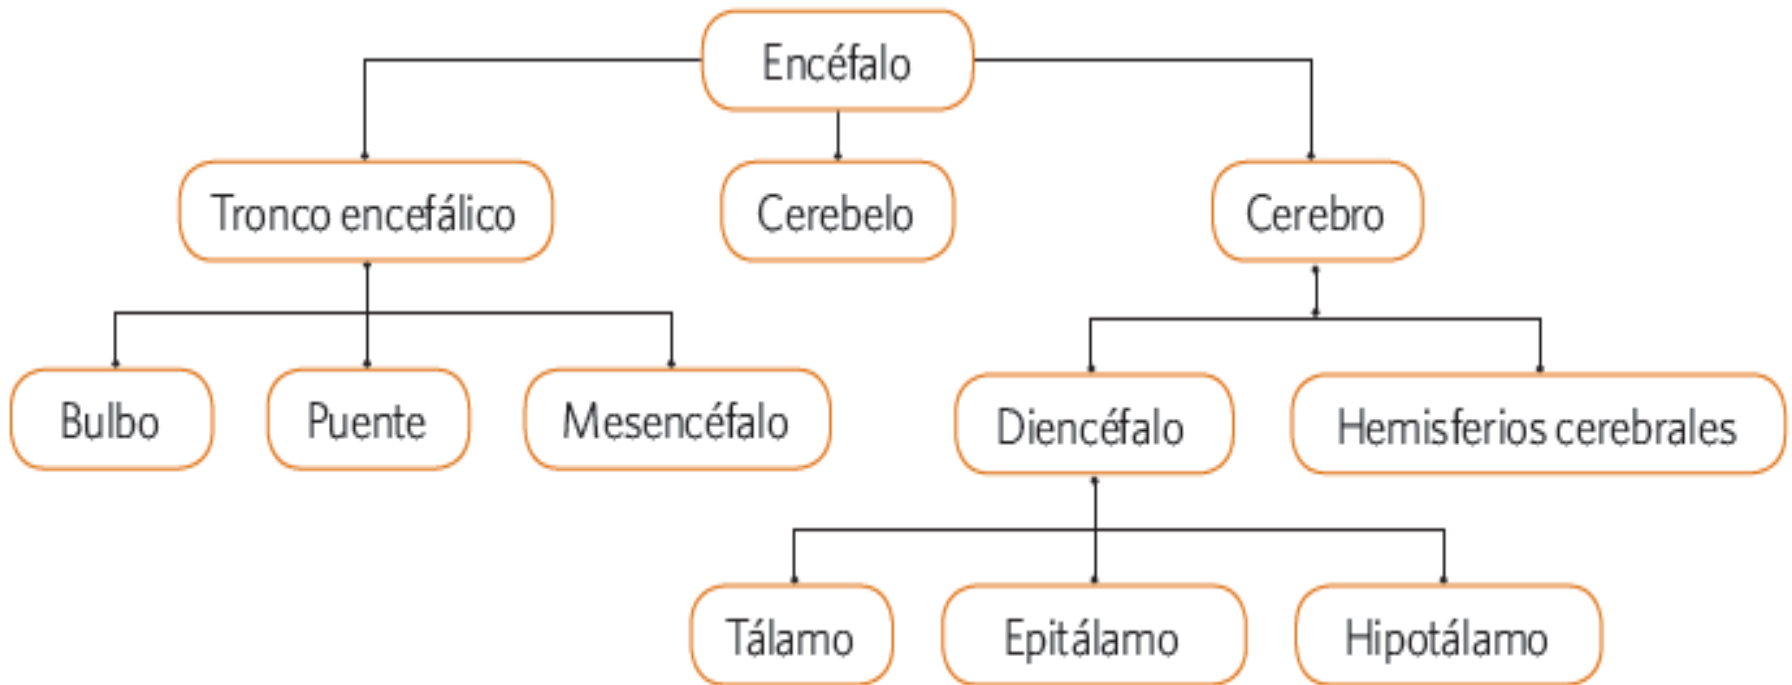 Encéfalo
Tronco encefálico
Cerebelo
Cerebro
Bulbo
Puente
Mesencéfalo
Diencéfalo
Hemisferios cerebrales
Tálamo
Epitálamo
Hipotálamo